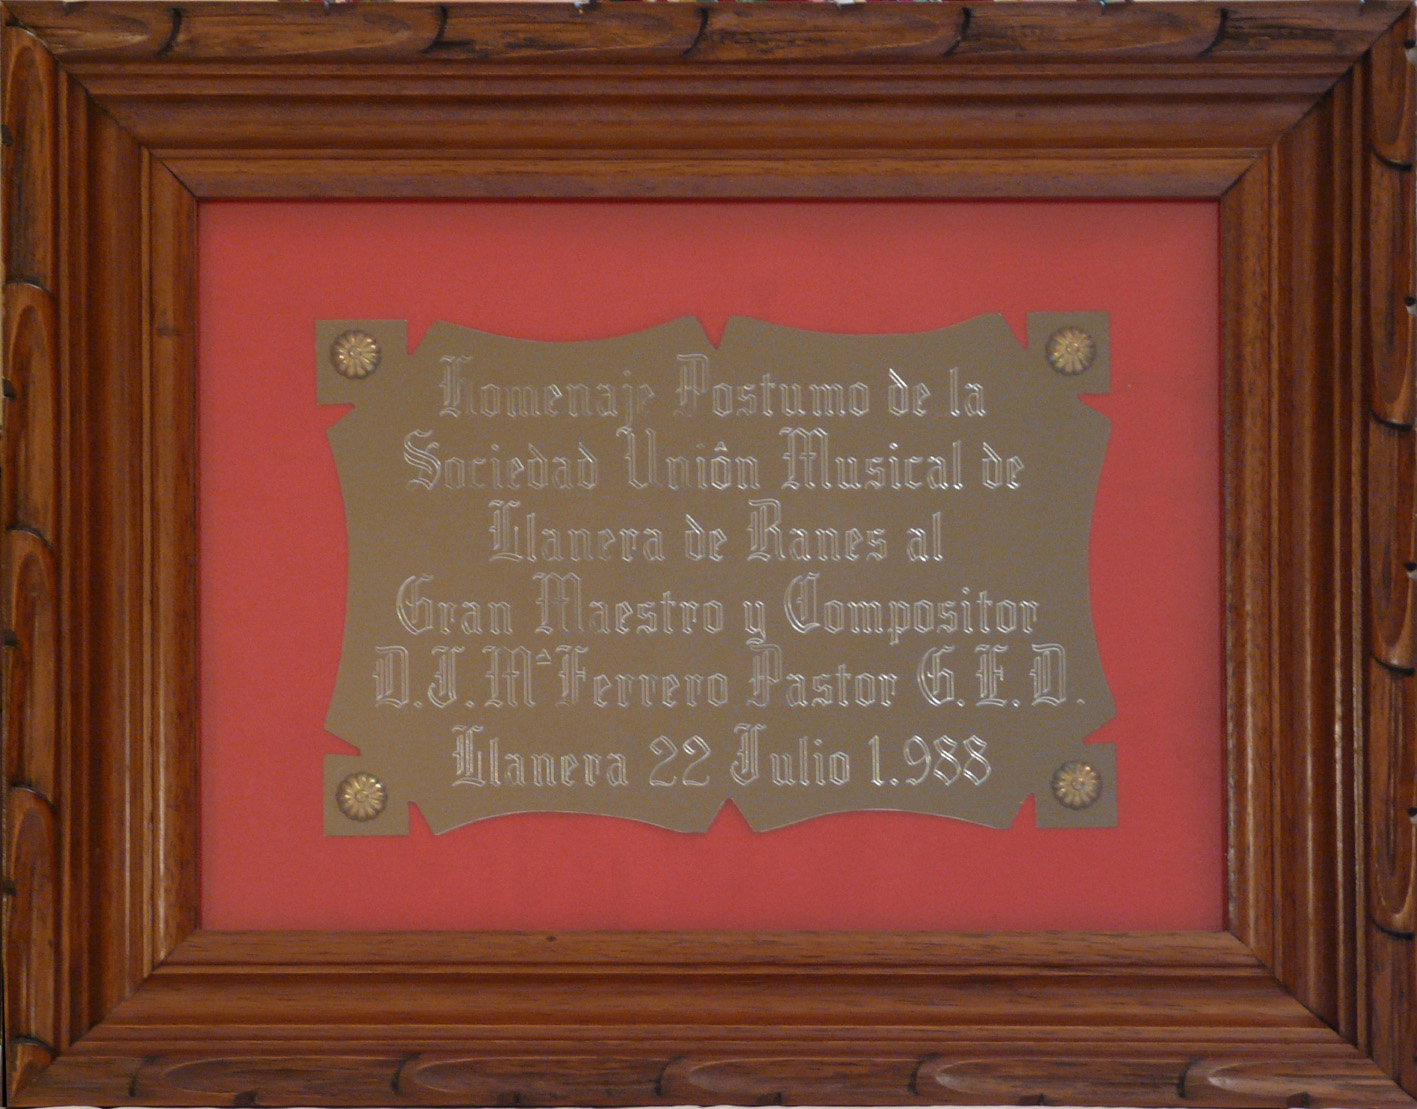 Homenaje Postumo de la
Sociedad Uniôn Musical de
Llanera de Ranes al
Gran Maestro y Compositor
D.J. Mª Ferrero Pastor G.E.D.
Llanera 22 Julio 1.988